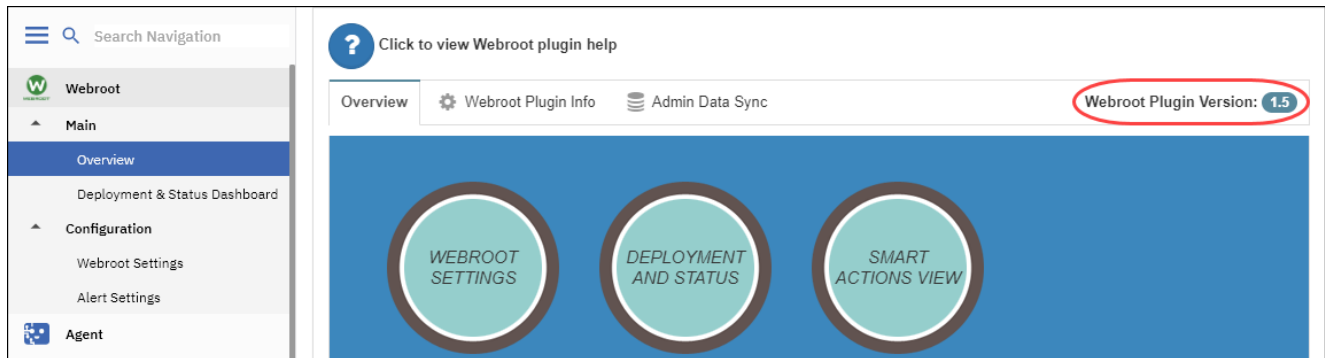 Search Navigation
Webroot
Main
Overview
Deployment & Status Dashboard
Configuration
Webroot Settings
Alert Settings
Agent
? Click to view Webroot plugin help
Overview Webroot Plugin Info Admin Data Sync Webroot Plugin Version: 1.5
WEBROOT
SETTINGS
DEPLOYMENT
AND STATUS
SMART
ACTIONS VIEW